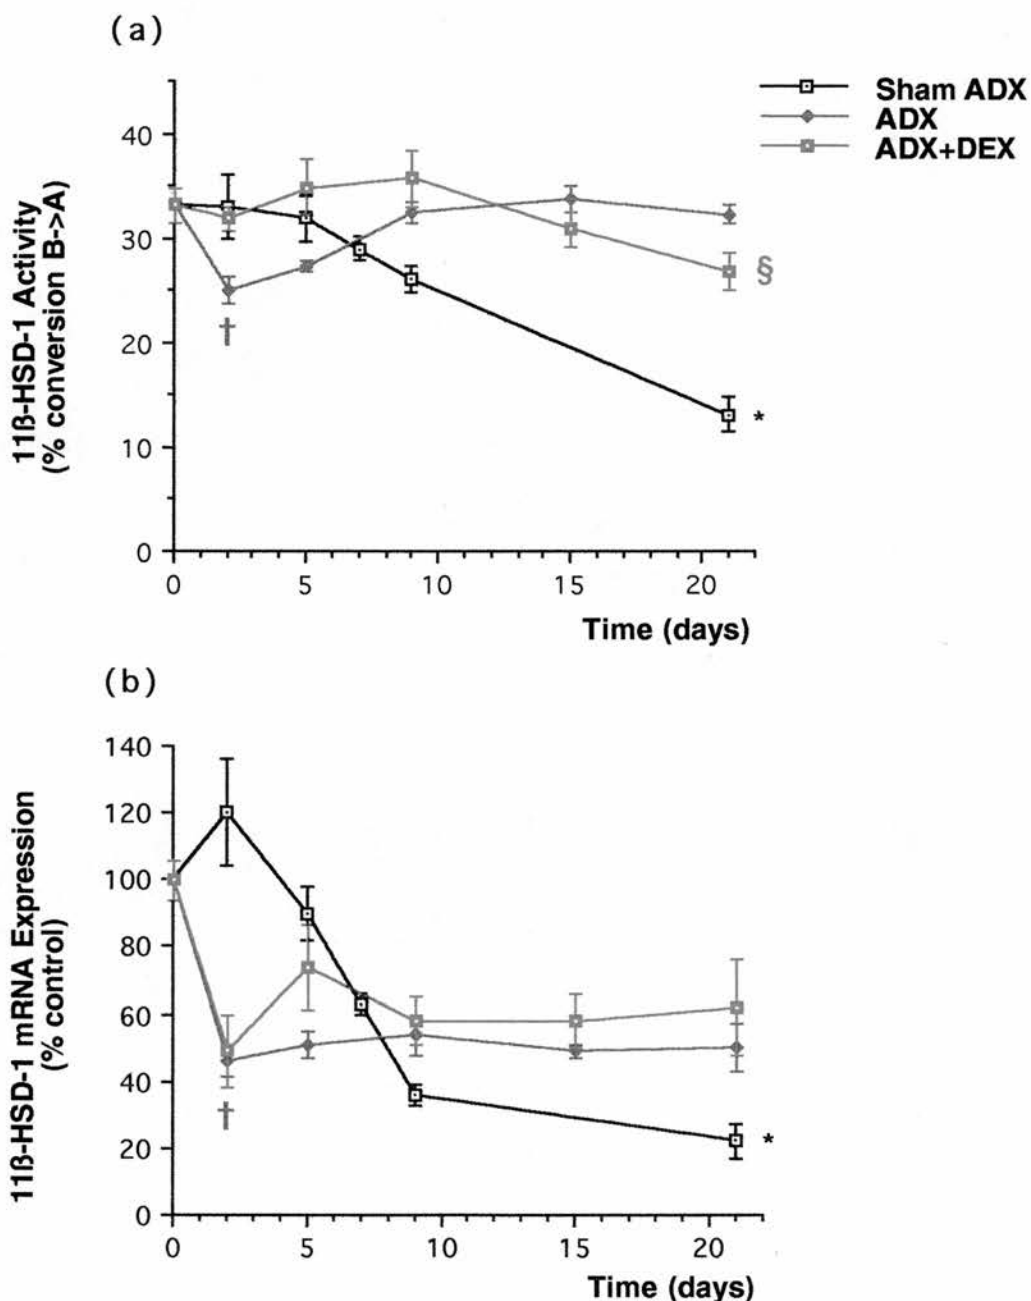 (a)
Sham ADX
ADX
ADX+DEX
11ß-HSD-1 Activity
(% conversion B->A)
40
30
20
10
0
§
†
*
0 5 10 15 20
Time (days)
(b)
11ß-HSD-1 mRNA Expression
(% control)
140
120
100
80
60
40
20
0
†
*
0 5 10 15 20
Time (days)